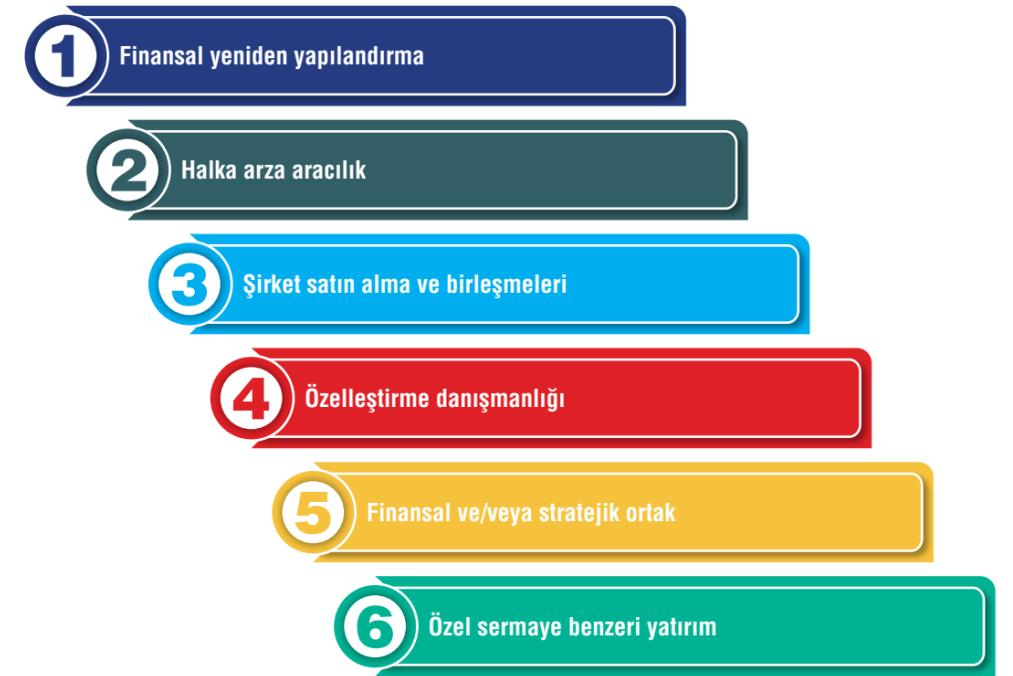 1 Finansal yeniden yapılandırma
2 Halka arza aracılık
3 Şirket satın alma ve birleşmeleri
4 Özelleştirme danışmanlığı
5 Finansal ve/veya stratejik ortak
6 Özel sermaye benzeri yatırım